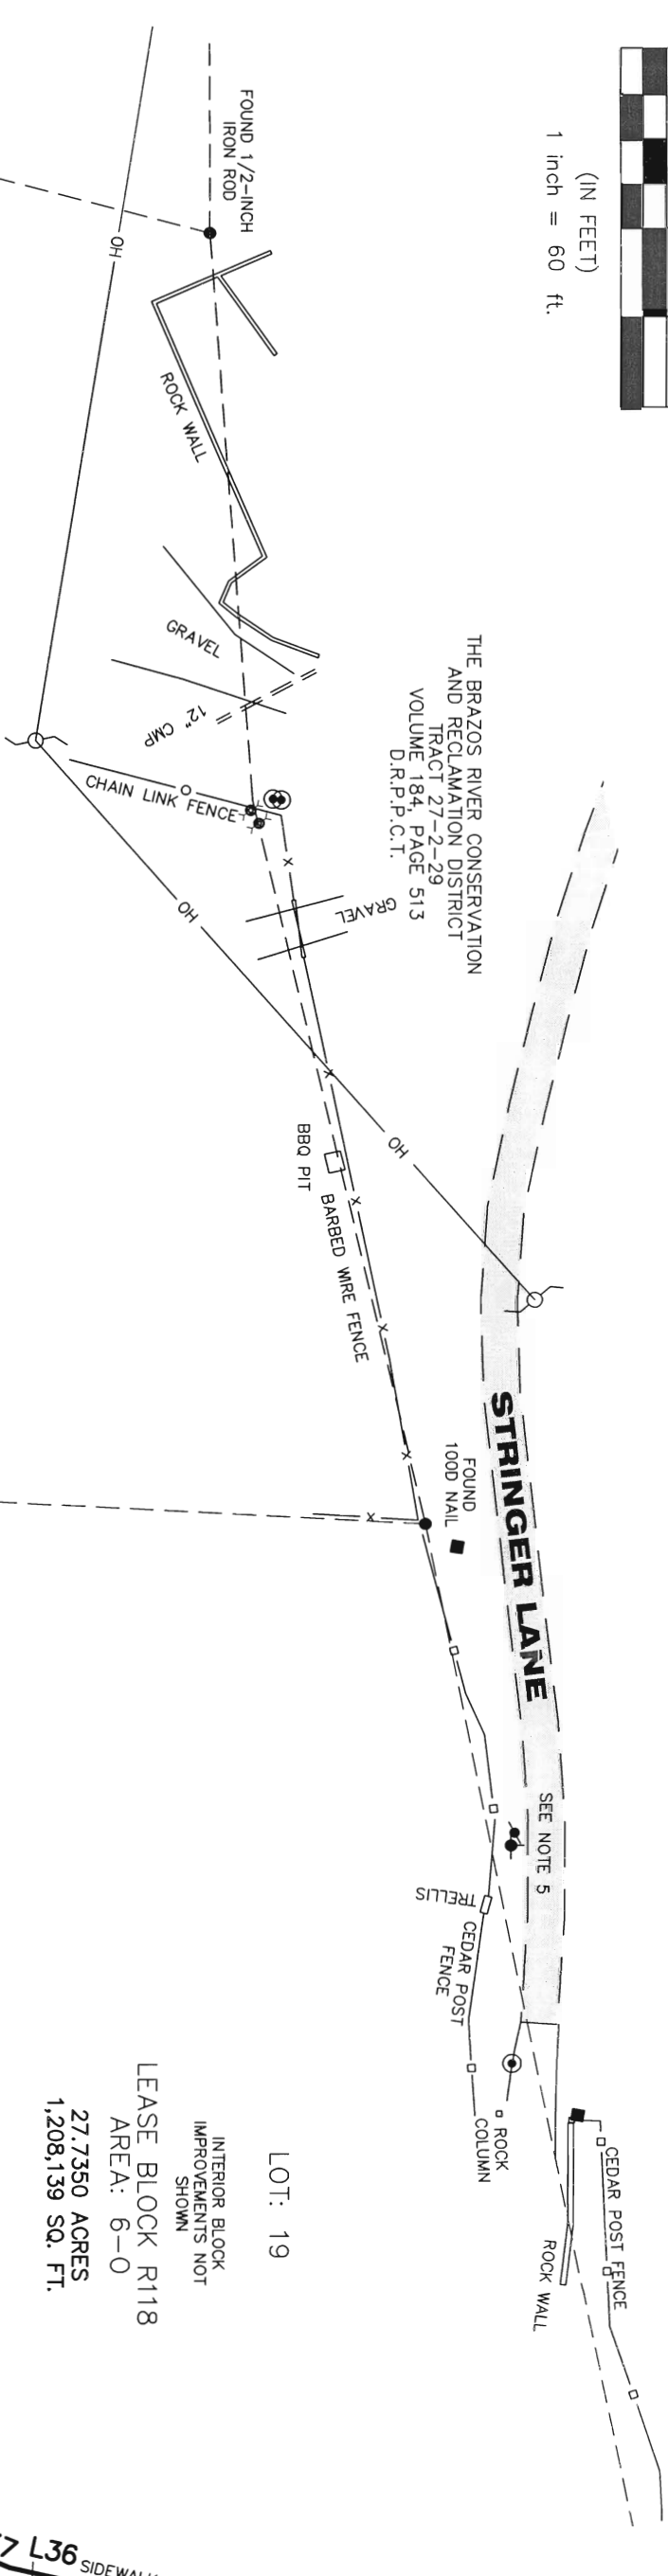 (IN FEET)
1 inch = 60 ft.
FOUND 1/2-INCH
IRON ROD
OH
ROCK WALL
GRAVEL
12" CMP
THE BRAZOS RIVER CONSERVATION
AND RECLAMATION DISTRICT
TRACT 27-2-29
VOLUME 184, PAGE 513
D.R.P.P.C.T.
CHAIN LINK FENCE
GRAVEL
OH
OH
BBQ PIT
BARBED WIRE FENCE
STRINGER LANE
FOUND
100D NAIL
SEE NOTE 5
TRELLIS
CEDAR POST
FENCE
ROCK
COLUMN
CEDAR POST FENCE
ROCK WALL
LOT: 19
INTERIOR BLOCK
IMPROVEMENTS NOT
SHOWN
LEASE BLOCK R118
AREA: 6-0
27.7350 ACRES
1,208,139 SQ. FT.
L36